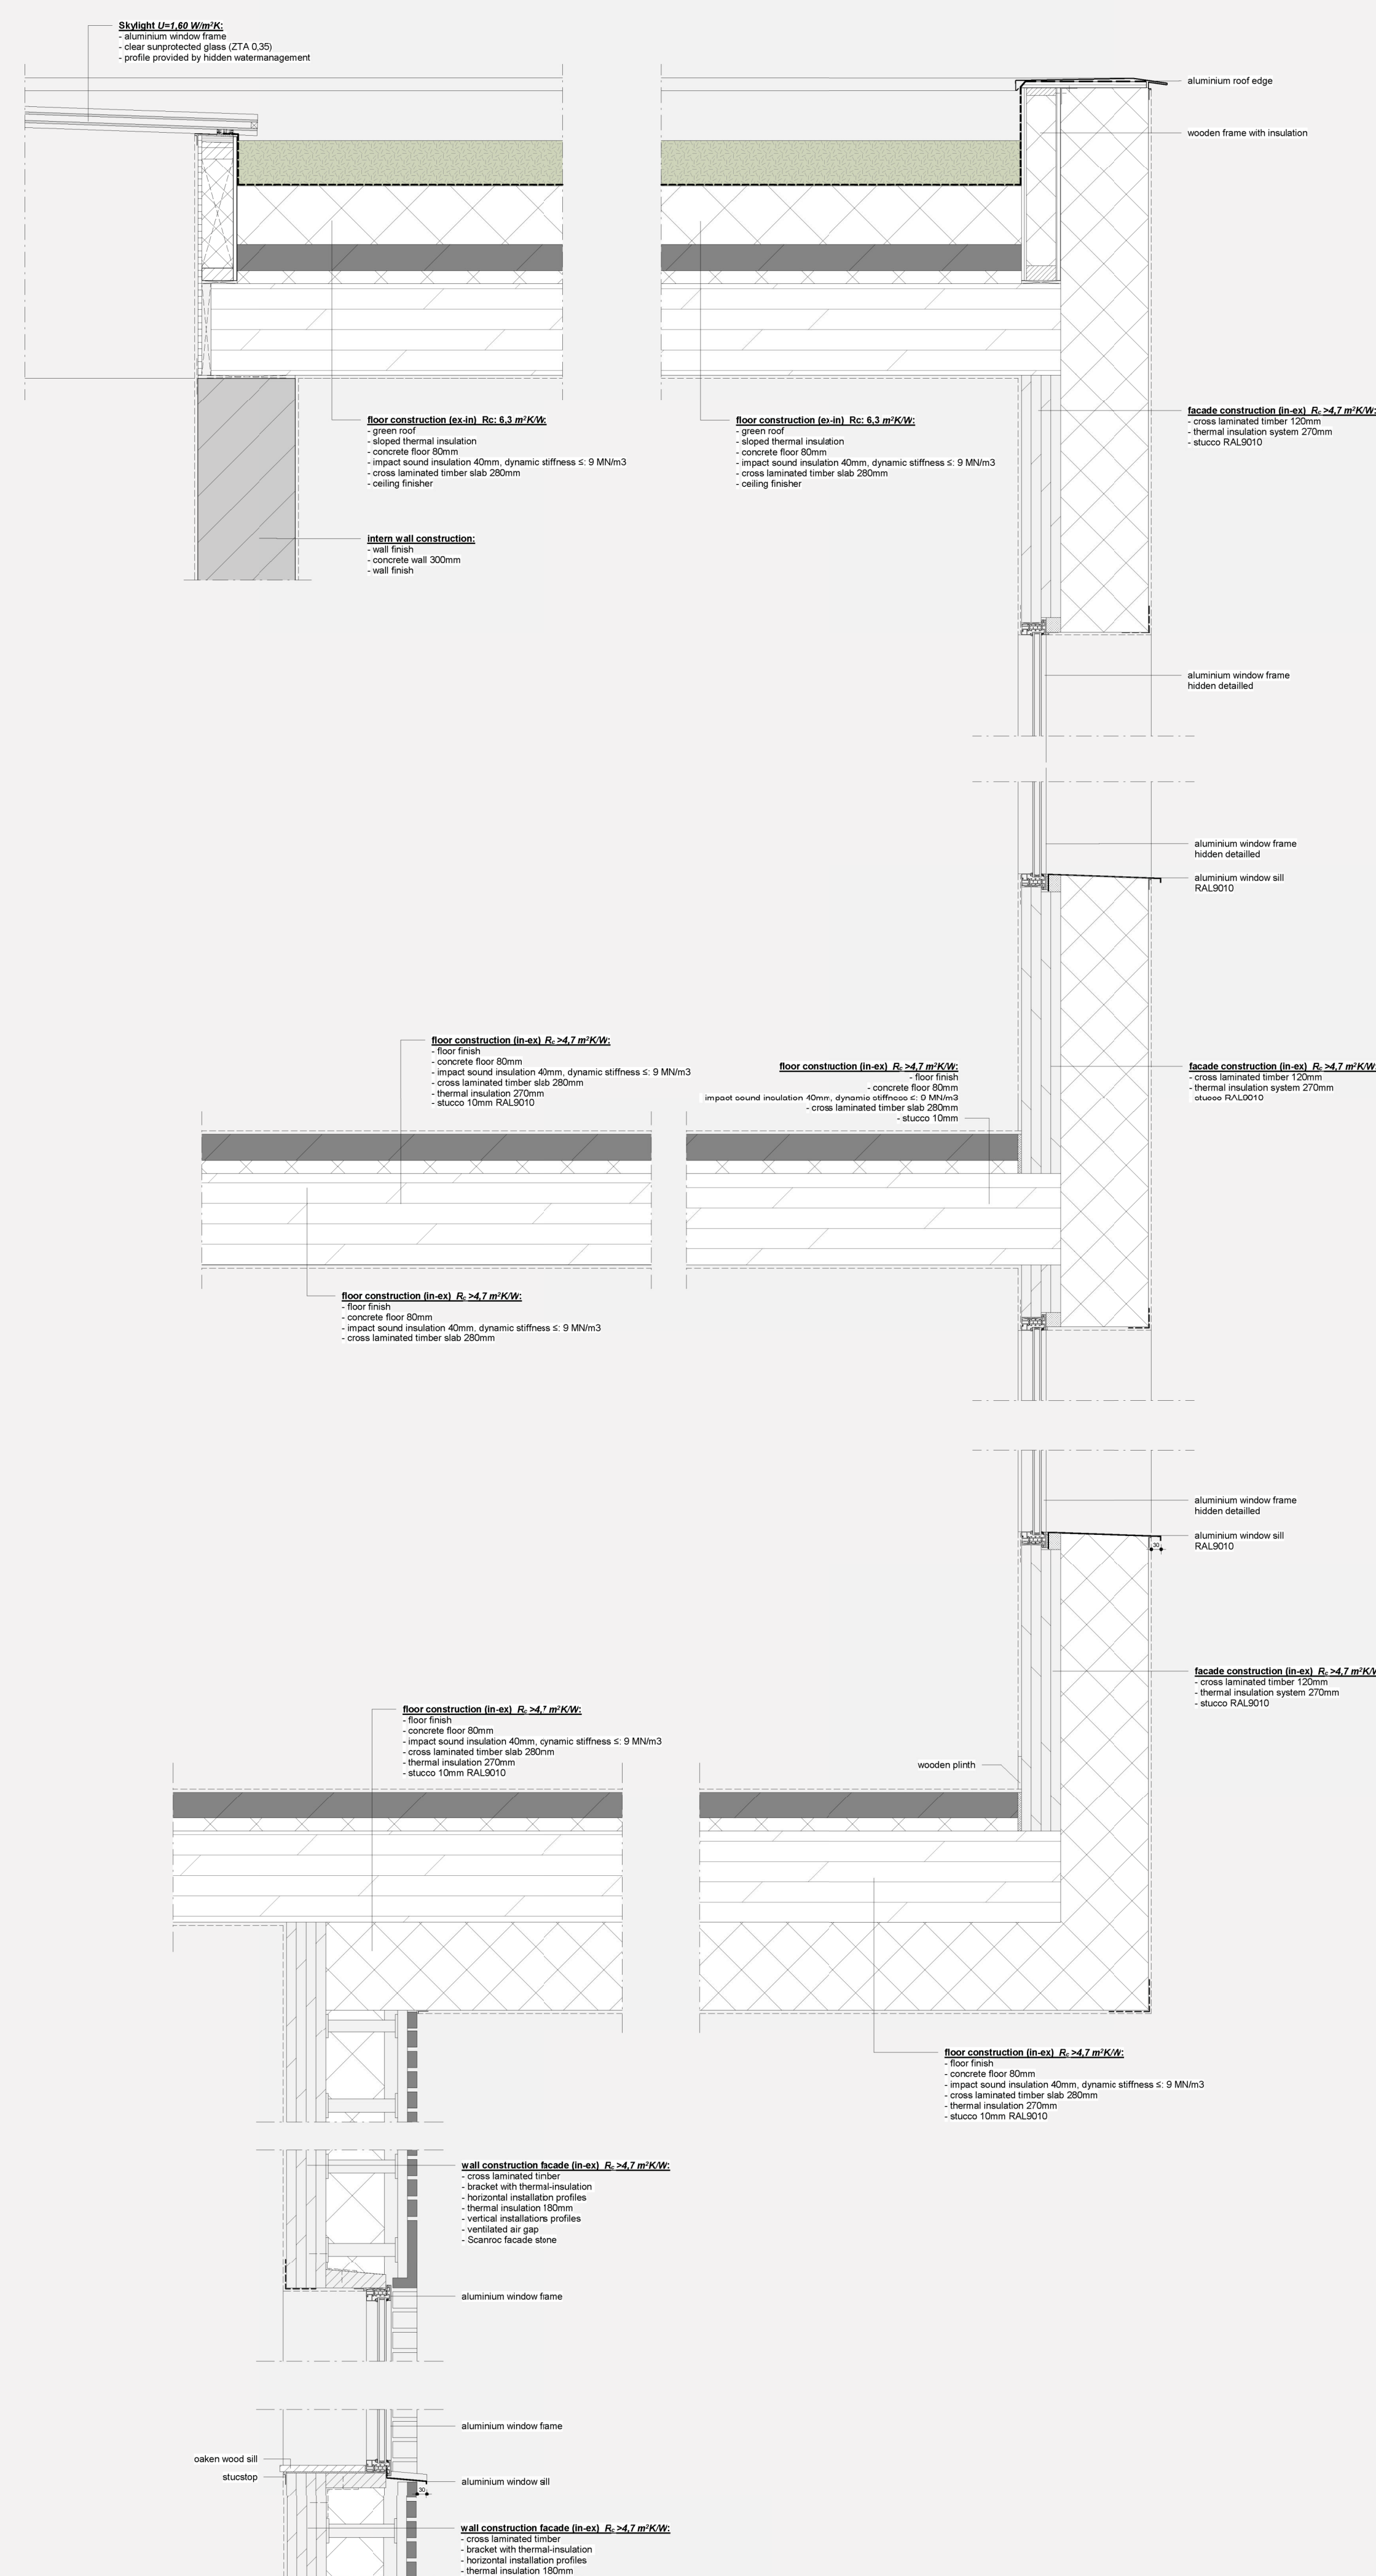 Skylight U=1,60 W/m²K:
- aluminium window frame
- clear sunprotected glass (ZTA 0,35)
- profile provided by hidden watermanagement
aluminium roof edge
wooden frame with insulation
floor construction (ex-in) Rc: 6,3 m²K/W:
- green roof
- sloped thermal insulation
- concrete floor 80mm
- impact sound insulation 40mm, dynamic stiffness ≤: 9 MN/m3
- cross laminated timber slab 280mm
- ceiling finisher
floor construction (ex-in) Rc: 6,3 m²K/W:
- green roof
- sloped thermal insulation
- concrete floor 80mm
- impact sound insulation 40mm, dynamic stiffness ≤: 9 MN/m3
- cross laminated timber slab 280mm
- ceiling finisher
facade construction (in-ex) Rc >4,7 m²K/W:
- cross laminated timber 120mm
- thermal insulation system 270mm
- stucco RAL9010
intern wall construction:
- wall finish
- concrete wall 300mm
- wall finish
aluminium window frame
hidden detailled
aluminium window frame
hidden detailled
aluminium window sill
RAL9010
floor construction (in-ex) Rc >4,7 m²K/W:
- floor finish
- concrete floor 80mm
- impact sound insulation 40mm, dynamic stiffness ≤: 9 MN/m3
- cross laminated timber slab 280mm
- thermal insulation 270mm
- stucco 10mm RAL9010
floor construction (in-ex) Rc >4,7 m²K/W:
- floor finish
- concrete floor 80mm
impact sound insulation 40mm, dynamic stiffness ≤: 9 MN/m3
- cross laminated timber slab 280mm
- stucco 10mm
facade construction (in-ex) Rc >4,7 m²K/W
- cross laminated timber 120mm
- thermal insulation system 270mm
stucco RAL9010
floor construction (in-ex) Rc >4,7 m²K/W:
- floor finish
- concrete floor 80mm
- impact sound insulation 40mm, dynamic stiffness ≤: 9 MN/m3
- cross laminated timber slab 280mm
aluminium window frame
hidden detailled
aluminium window sill
RAL9010
30
facade construction (in-ex) Rc >4,7 m²K/W
- cross laminated timber 120mm
- thermal insulation system 270mm
- stucco RAL9010
floor construction (in-ex) Rc >4,7 m²K/W:
- floor finish
- concrete floor 80mm
- impact sound insulation 40mm, dynamic stiffness ≤: 9 MN/m3
- cross laminated timber slab 280mm
- thermal insulation 270mm
- stucco 10mm RAL9010
wooden plinth
floor construction (in-ex) Rc >4,7 m²K/W:
- floor finish
- concrete floor 80mm
- impact sound insulation 40mm, dynamic stiffness ≤: 9 MN/m3
- cross laminated timber slab 280mm
- thermal insulation 270mm
- stucco 10mm RAL9010
wall construction facade (in-ex) Rc >4,7 m²K/W:
- cross laminated timber
- bracket with thermal-insulation
- horizontal installation profiles
- thermal insulation 180mm
- vertical installations profiles
- ventilated air gap
- Scanroc facade stone
aluminium window frame
aluminium window frame
oaken wood sill
stucstop
aluminium window sill
30
wall construction facade (in-ex) Rc >4,7 m²K/W:
- cross laminated timber
- bracket with thermal-insulation
- horizontal installation profiles
- thermal insulation 180mm